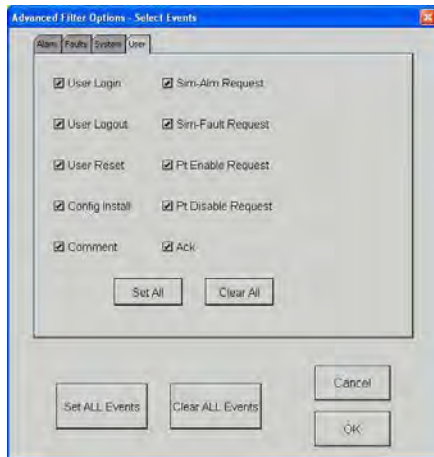 Advanced Filter Options - Select Events
Alarm Faults System User
User Login Sim-Alm Request
User Logout Sim-Fault Request
User Reset Pt Enable Request
Config Install Pt Disable Request
Comment Ack
Set All Clear All
Cancel
Set ALL Events Clear ALL Events
OK